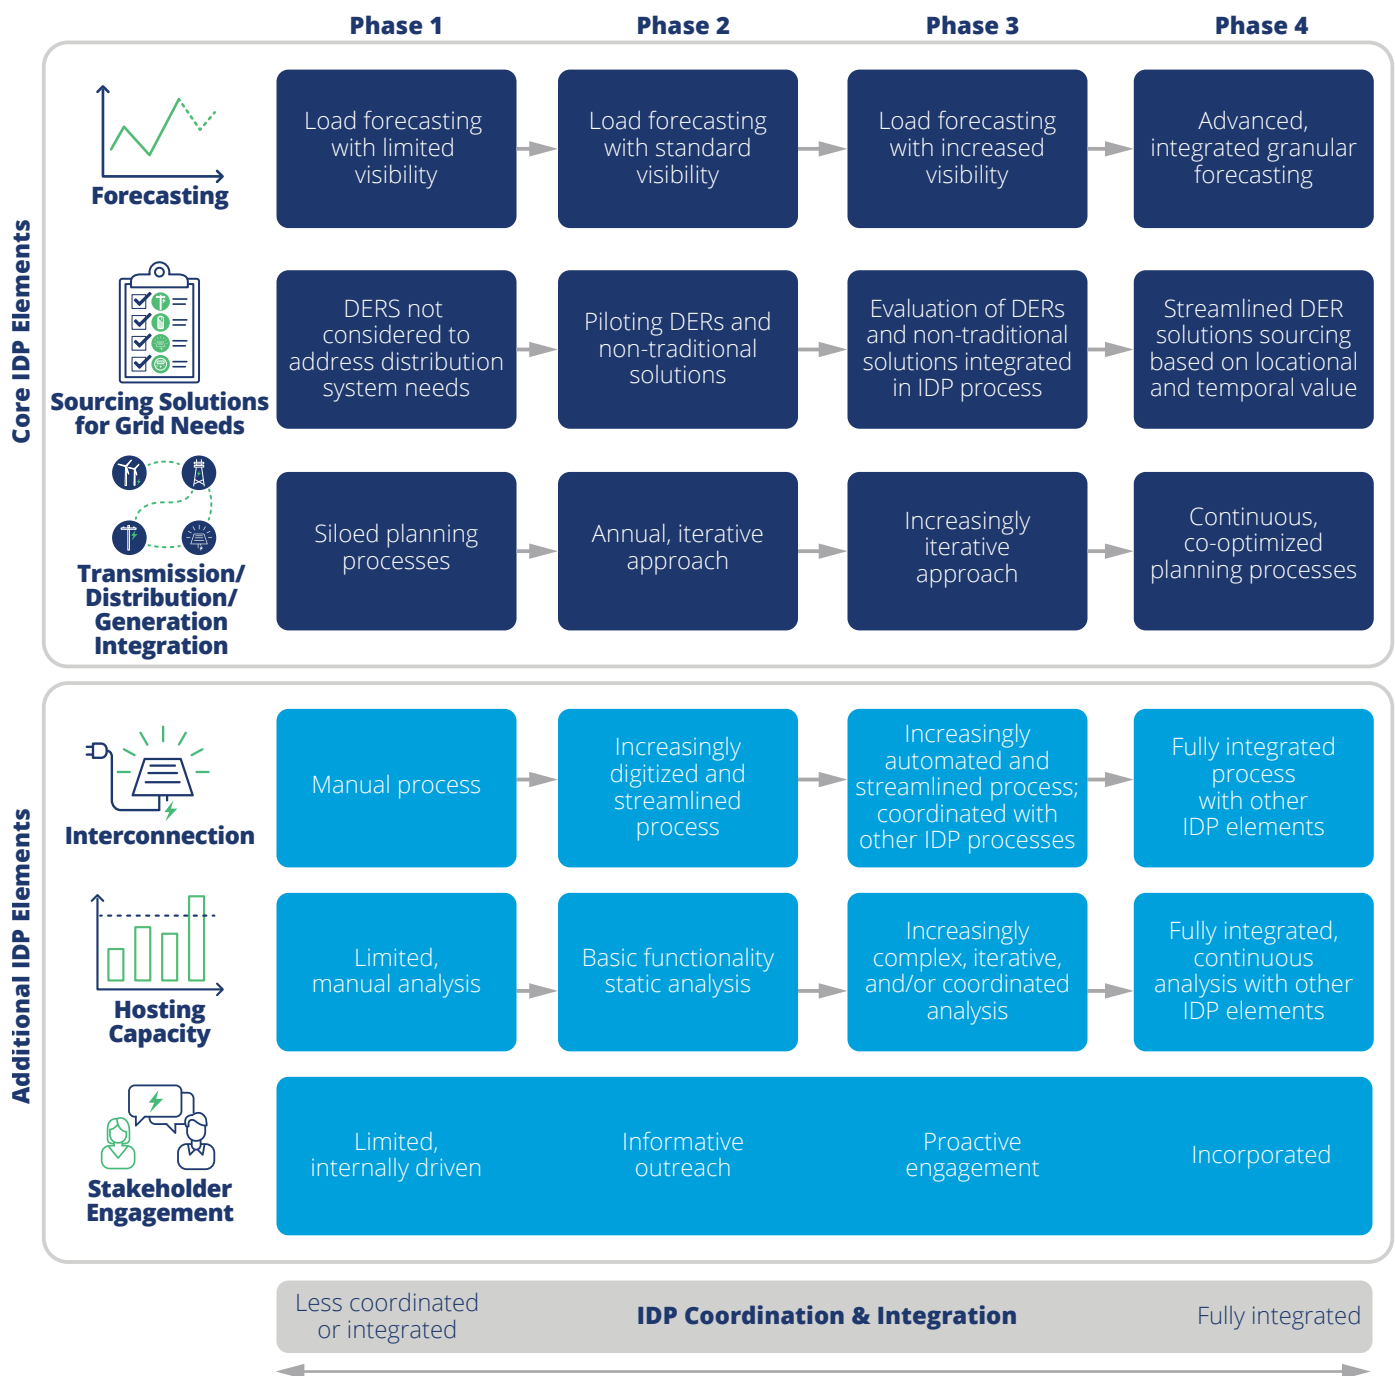 Phase 1
Phase 2
Phase 3
Phase 4
Core IDP Elements
Forecasting
Load forecasting
with limited
visibility
Load forecasting
with standard
visibility
Load forecasting
with increased
visibility
Advanced,
integrated granular
forecasting
Sourcing Solutions
for Grid Needs
DERS not
considered to
address distribution
system needs
Piloting DERs and
non-traditional
solutions
Evaluation of DERs
and non-traditional
solutions integrated
in IDP process
Streamlined DER
solutions sourcing
based on locational
and temporal value
Transmission/
Distribution/
Generation
Integration
Siloed planning
processes
Annual, iterative
approach
Increasingly
iterative
approach
Continuous,
co-optimized
planning processes
Additional IDP Elements
Interconnection
Manual process
Increasingly
digitized and
streamlined
process
Increasingly
automated and
streamlined process;
coordinated with
other IDP processes
Fully integrated
process
with other
IDP elements
Hosting
Capacity
Limited,
manual analysis
Basic functionality
static analysis
Increasingly
complex, iterative,
and/or coordinated
analysis
Fully integrated,
continuous
analysis with other
IDP elements
Stakeholder
Engagement
Limited,
internally driven
Informative
outreach
Proactive
engagement
Incorporated
Less coordinated
or integrated
IDP Coordination & Integration
Fully integrated